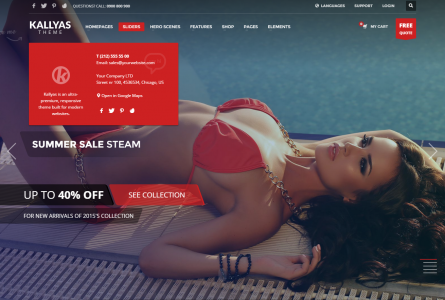 QUESTIONS? CALL: 0900 800 900
LANGUAGES
SUPPORT
LOGIN
KALLYAS
THEME
HOMEPAGES
SLIDERS
HERO SCENES
FEATURES
SHOP
PAGES
ELEMENTS
MY CART
FREE
QUOTE
T (212) 555 55 00
Email: sales@yourwebsite.com
Your Company LTD
Street nr 100, 4536534, Chicago, US
Open in Google Maps
Kallyas is an ultra-
premium, responsive
theme built for modern
websites.
SUMMER SALE STEAM
UP TO 40% OFF
SEE COLLECTION
FOR NEW ARRIVALS OF 2015'S COLLECTION